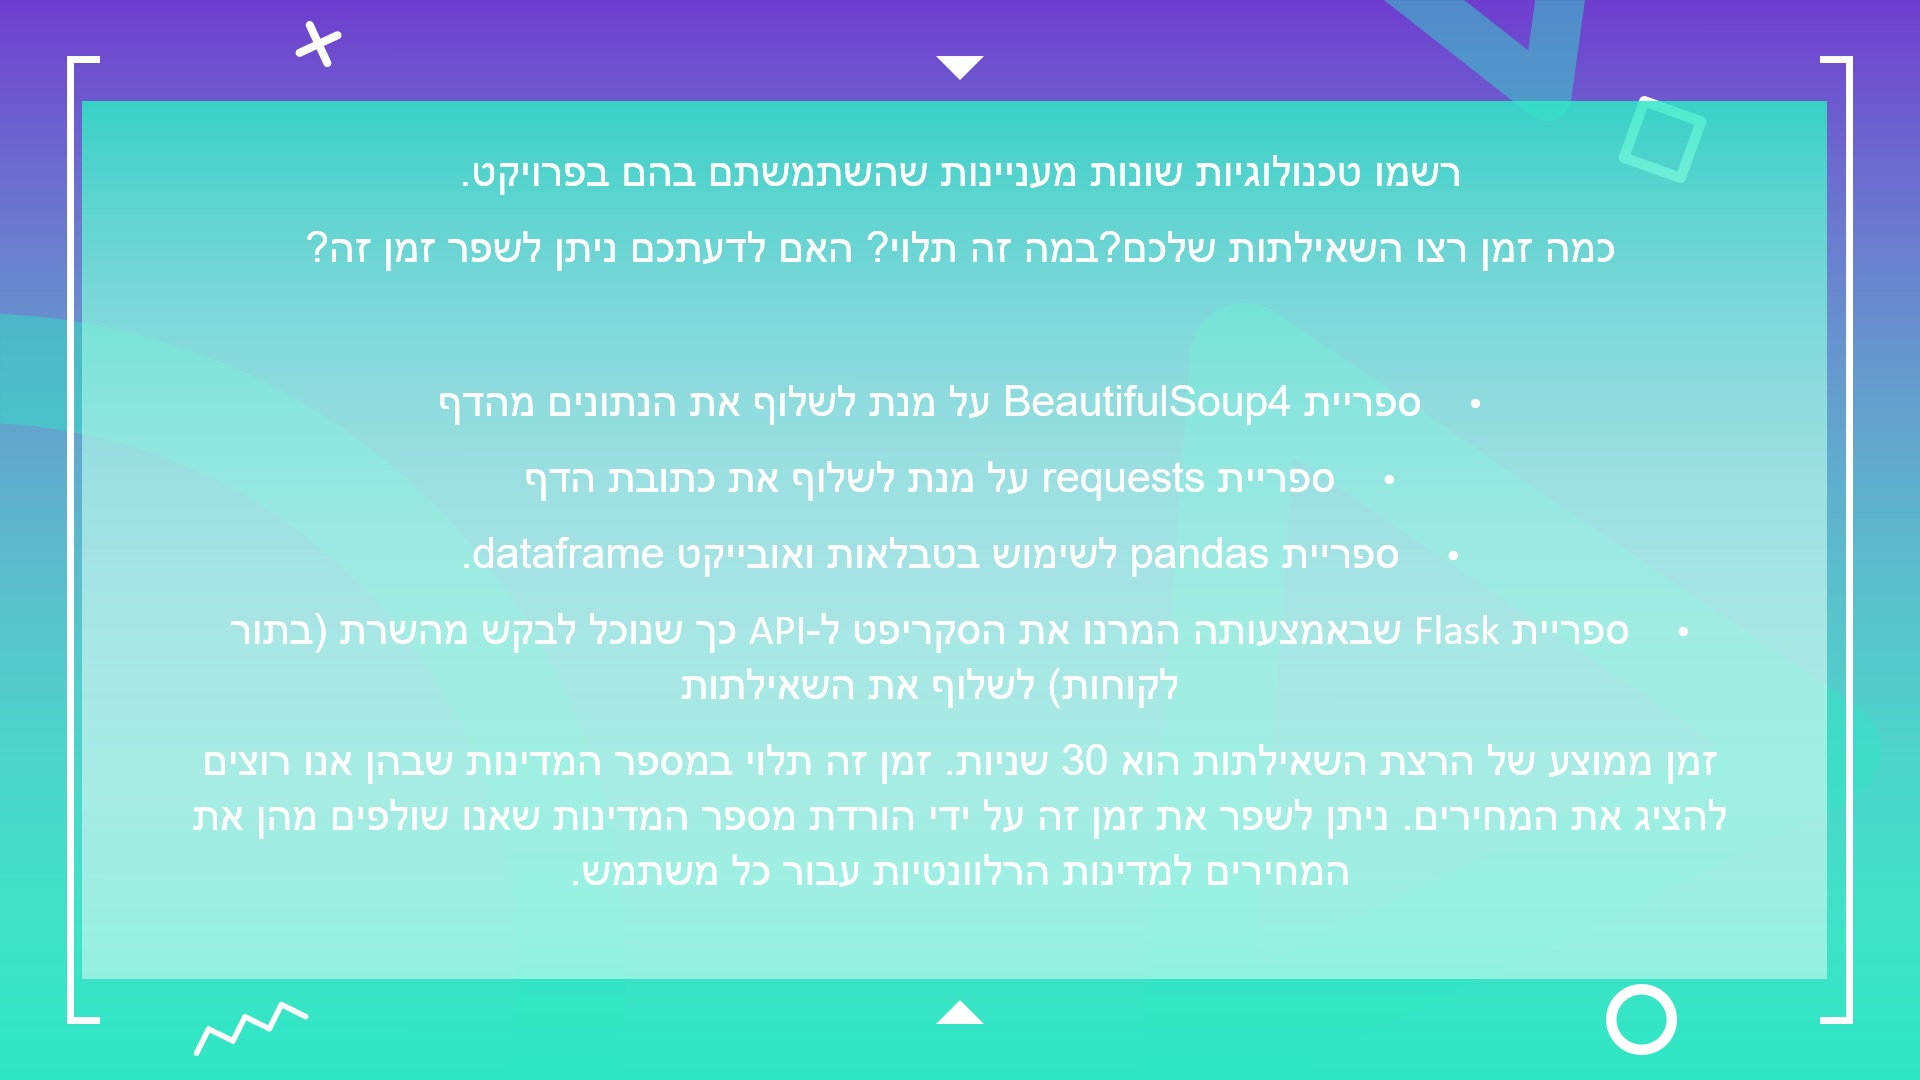 רשמו טכנולוגיות שונות מעניינות שהשתמשתם בהם בפרויקט.
כמה זמן רצו השאילתות שלכם?במה זה תלוי? האם לדעתכם ניתן לשפר זמן זה?
• ספריית BeautifulSoup4 על מנת לשלוף את הנתונים מהדף
• ספריית requests על מנת לשלוף את כתובת הדף
• ספריית pandas לשימוש בטבלאות ואובייקט dataframe.
• ספריית Flask שבאמצעותה המרנו את הסקריפט ל-API כך שנוכל לבקש מהשרת (בתור
לקוחות) לשלוף את השאילתות
זמן ממוצע של הרצת השאילתות הוא 30 שניות. זמן זה תלוי במספר המדינות שבהן אנו רוצים
להציג את המחירים. ניתן לשפר את זמן זה על ידי הורדת מספר המדינות שאנו שולפים מהן את
המחירים למדינות הרלוונטיות עבור כל משתמש.